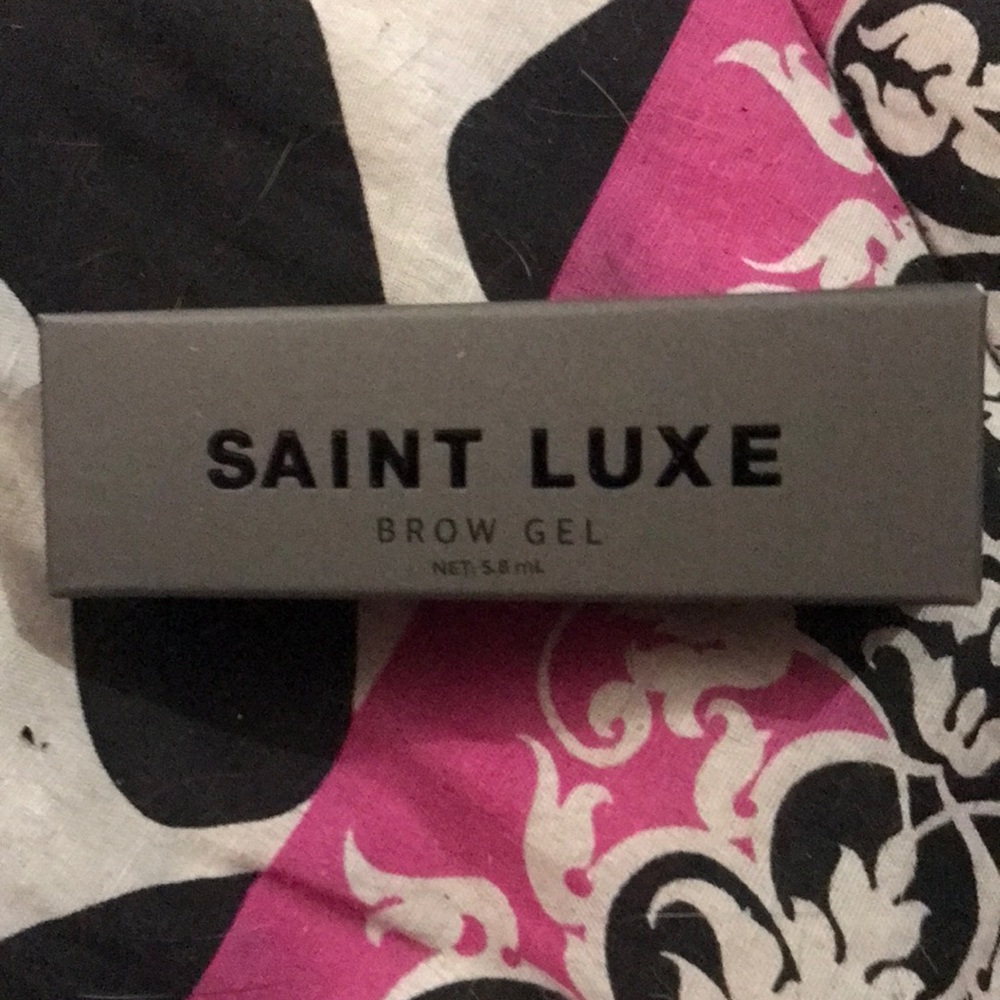 SAINT LUXE
BROW GEL
NET: 5.8 mL